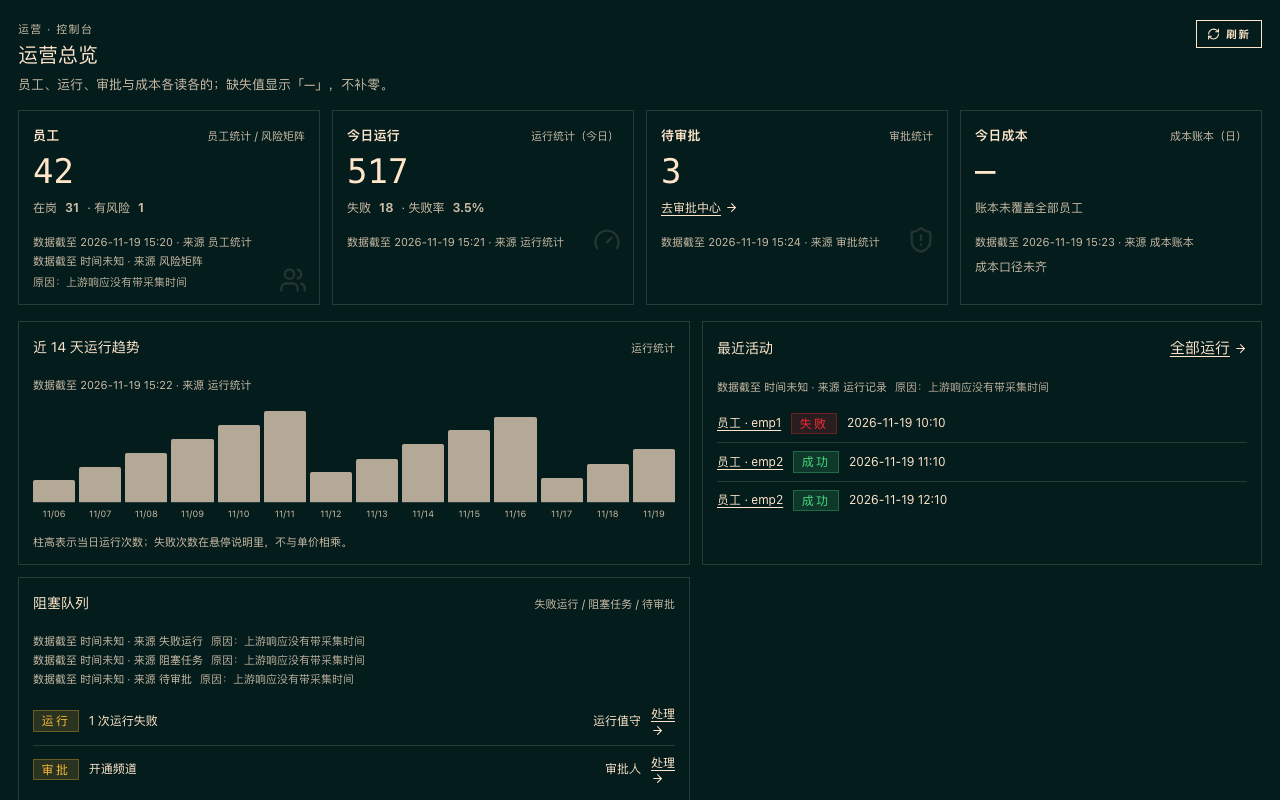 运营 · 控制台
运营总览
员工、运行、审批与成本各读各的；缺失值显示「—」，不补零。
刷新
员工
员工统计 / 风险矩阵
42
在岗 31 · 有风险 1
数据截至 2026-11-19 15:20 · 来源 员工统计
数据截至 时间未知 · 来源 风险矩阵
原因：上游响应没有带采集时间
今日运行
运行统计（今日）
517
失败 18 · 失败率 3.5%
数据截至 2026-11-19 15:21 · 来源 运行统计
待审批
审批统计
3
去审批中心 →
数据截至 2026-11-19 15:24 · 来源 审批统计
今日成本
成本账本（日）
—
账本未覆盖全部员工
数据截至 2026-11-19 15:23 · 来源 成本账本
成本口径未齐
近 14 天运行趋势
运行统计
数据截至 2026-11-19 15:22 · 来源 运行统计
11/06 11/07 11/08 11/09 11/10 11/11 11/12 11/13 11/14 11/15 11/16 11/17 11/18 11/19
柱高表示当日运行次数；失败次数在悬停说明里，不与单价相乘。
最近活动
全部运行 →
数据截至 时间未知 · 来源 运行记录 原因：上游响应没有带采集时间
员工 · emp1 失败 2026-11-19 10:10
员工 · emp2 成功 2026-11-19 11:10
员工 · emp2 成功 2026-11-19 12:10
阻塞队列
失败运行 / 阻塞任务 / 待审批
数据截至 时间未知 · 来源 失败运行 原因：上游响应没有带采集时间
数据截至 时间未知 · 来源 阻塞任务 原因：上游响应没有带采集时间
数据截至 时间未知 · 来源 待审批 原因：上游响应没有带采集时间
运行 1 次运行失败 运行值守 处理 →
审批 开通频道 审批人 处理 →